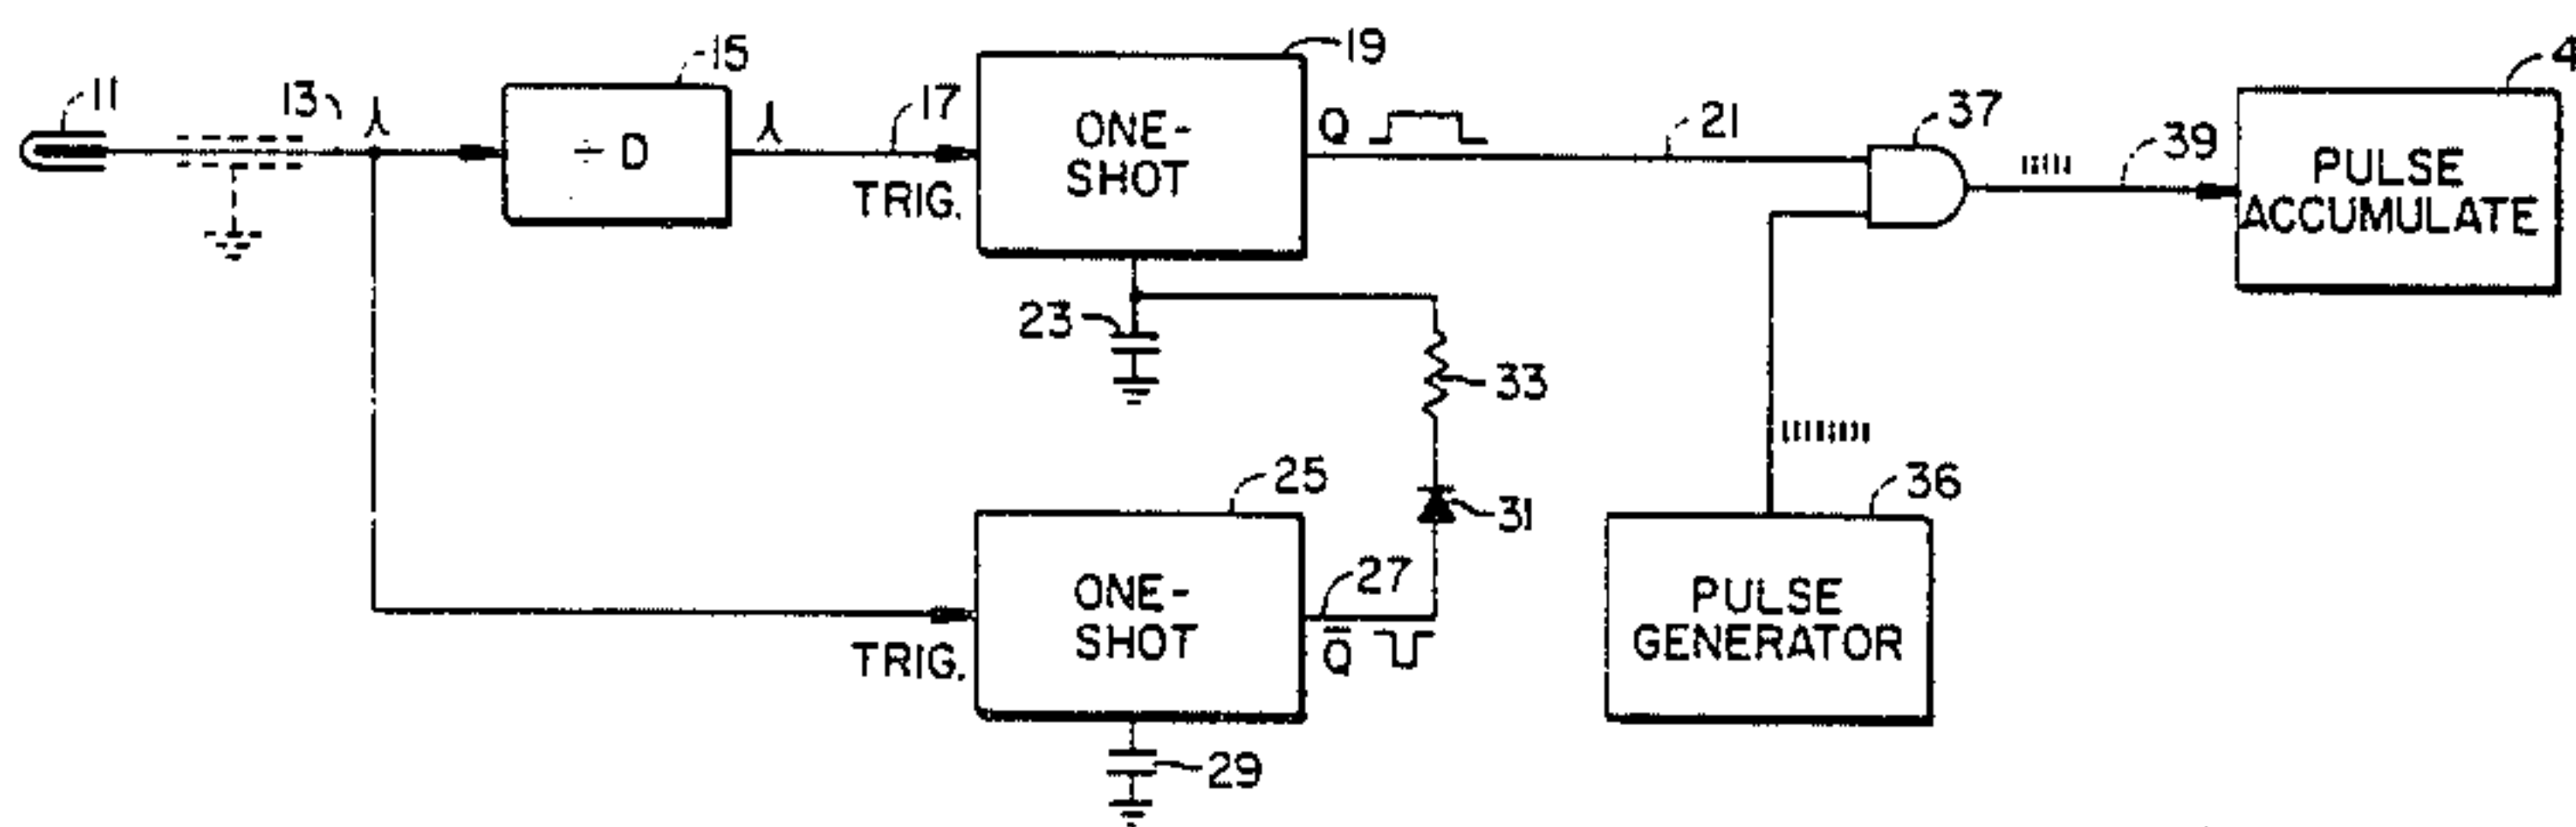 11
13
15
÷ D
17
TRIG.
19
ONE-
SHOT
Q
21
23
33
31
25
ONE-
SHOT
TRIG.
27
Q̅
29
37
39
36
PULSE
GENERATOR
4
PULSE
ACCUMULATE